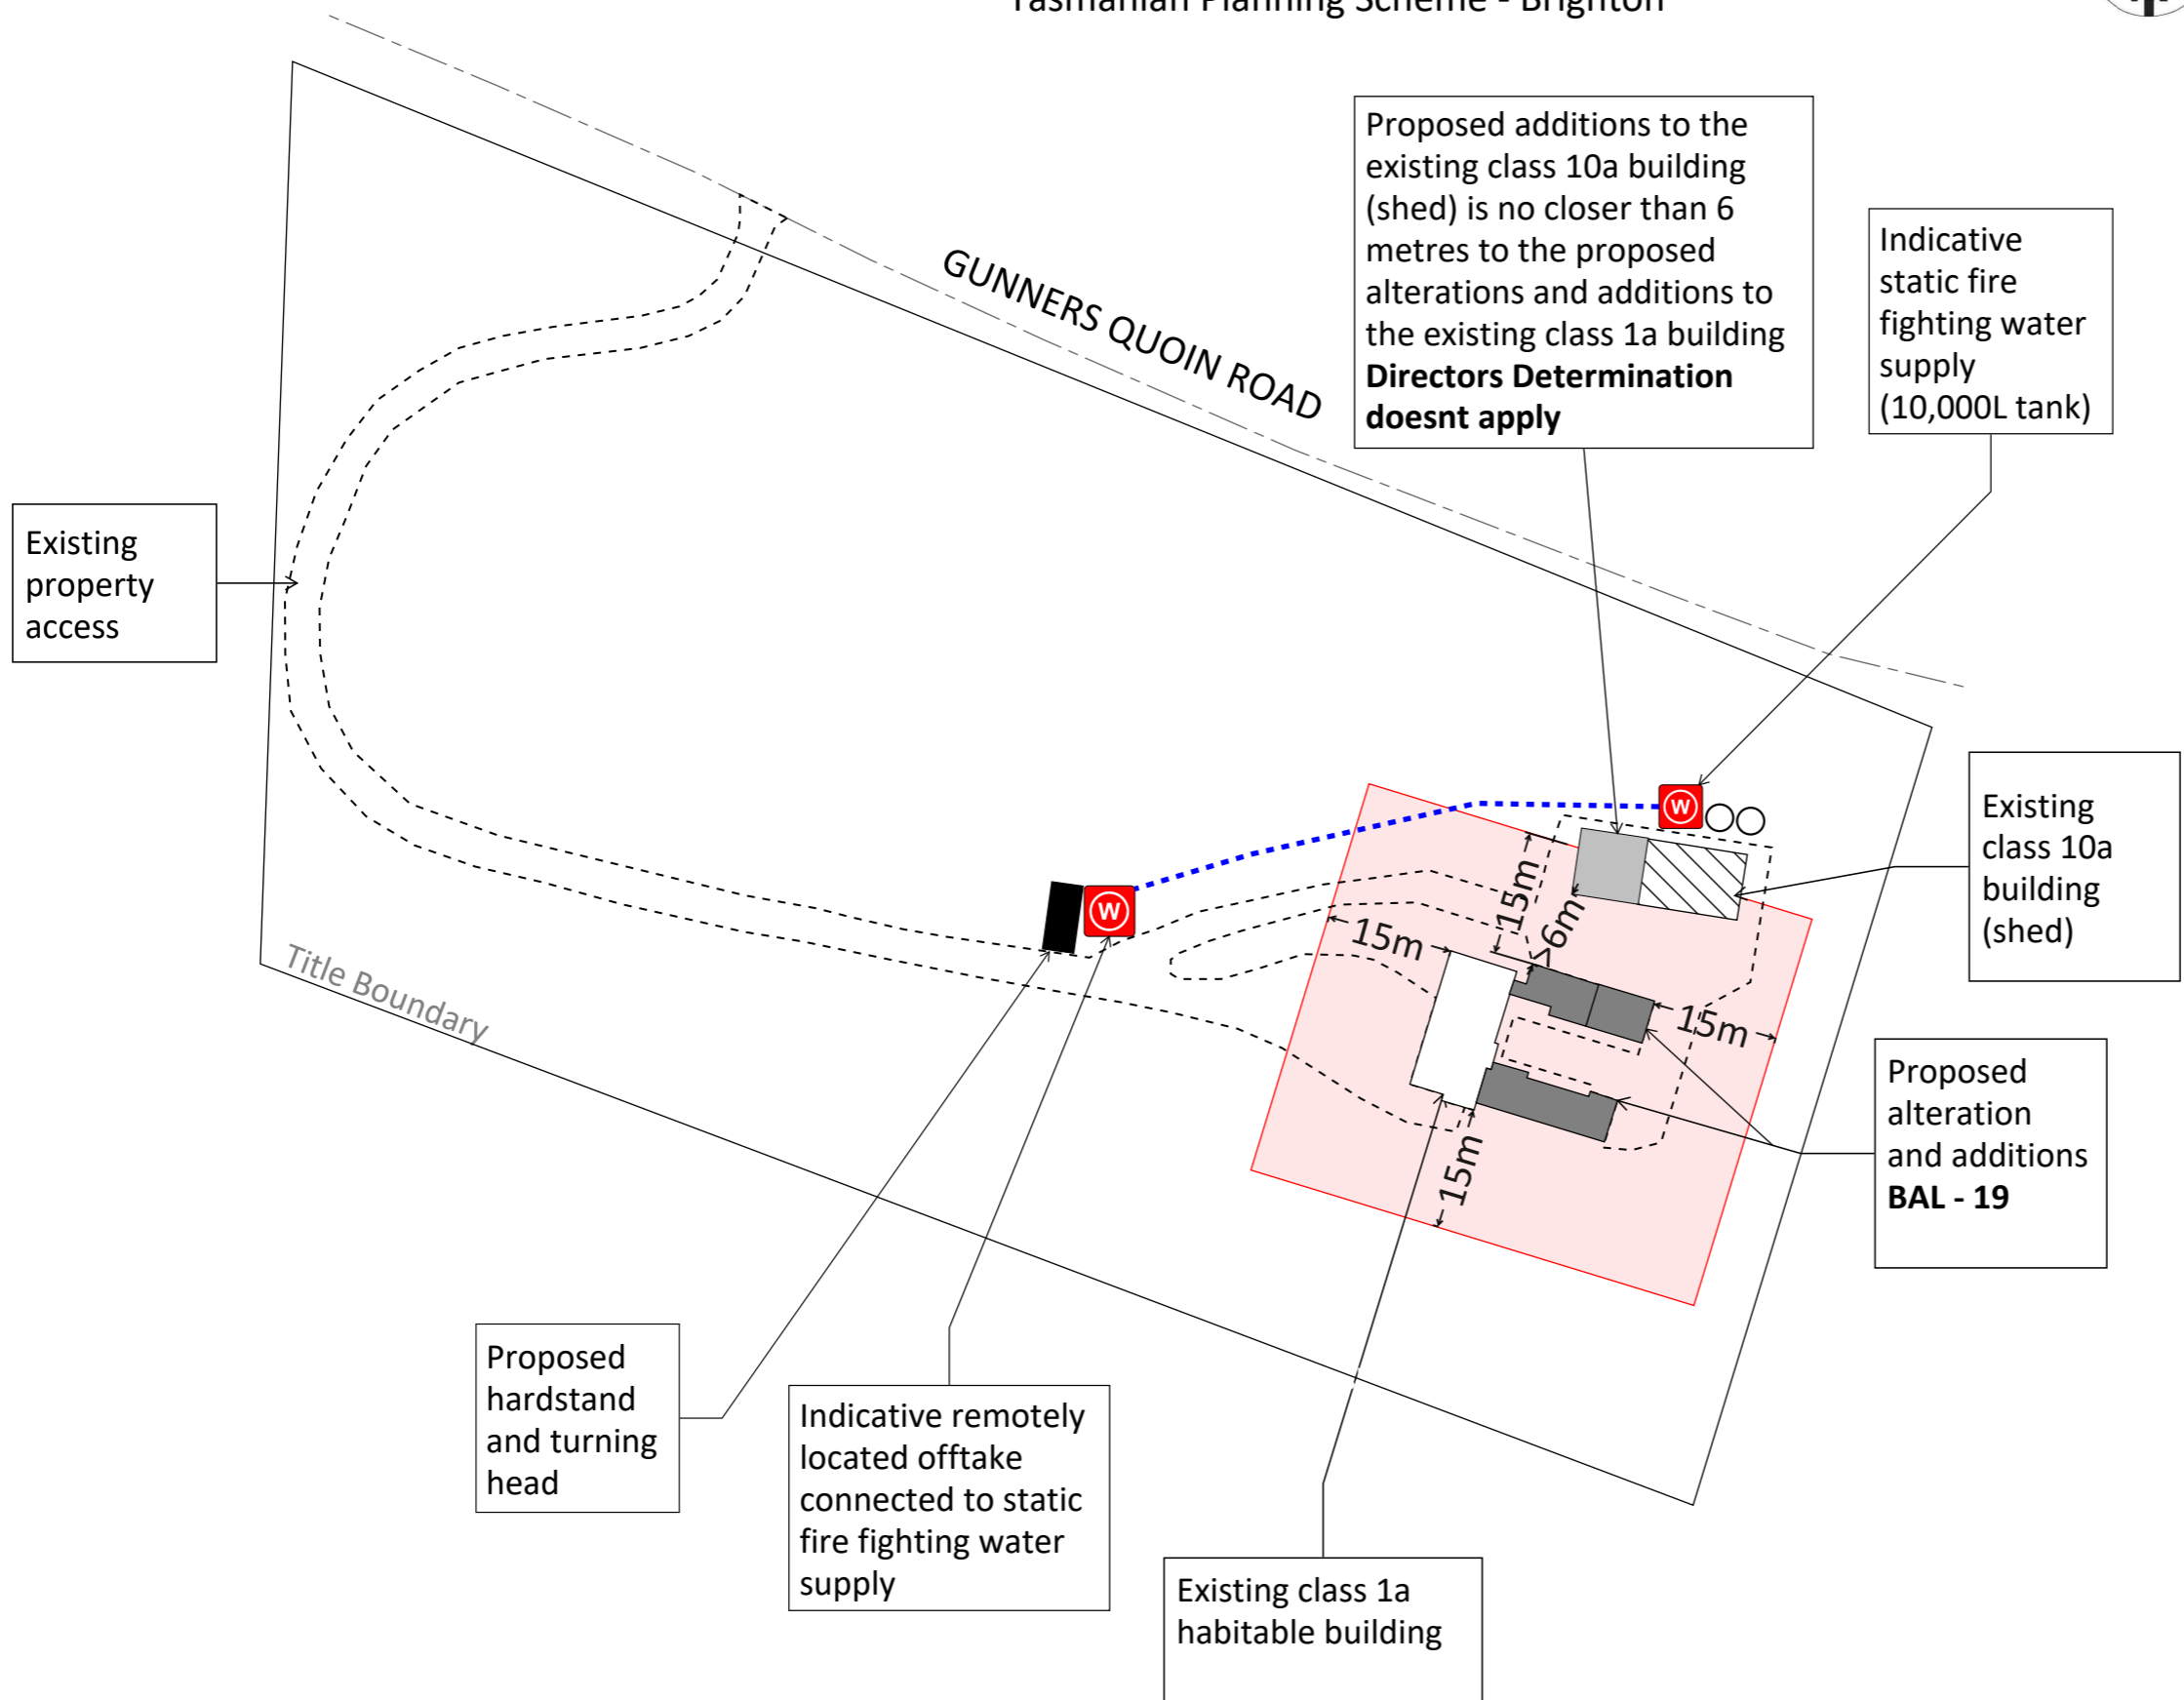 Tasmanian Planning Scheme - Brighton
Proposed additions to the
existing class 10a building
(shed) is no closer than 6
metres to the proposed
alterations and additions to
the existing class 1a building
Directors Determination
doesnt apply
Indicative
static fire
fighting water
supply
(10,000L tank)
GUNNERS QUOIN ROAD
Existing
property
access
Existing
class 10a
building
(shed)
W
W
15m
>6m
15m
15m
15m
Title Boundary
Proposed
alteration
and additions
BAL - 19
Proposed
hardstand
and turning
head
Indicative remotely
located offtake
connected to static
fire fighting water
supply
Existing class 1a
habitable building